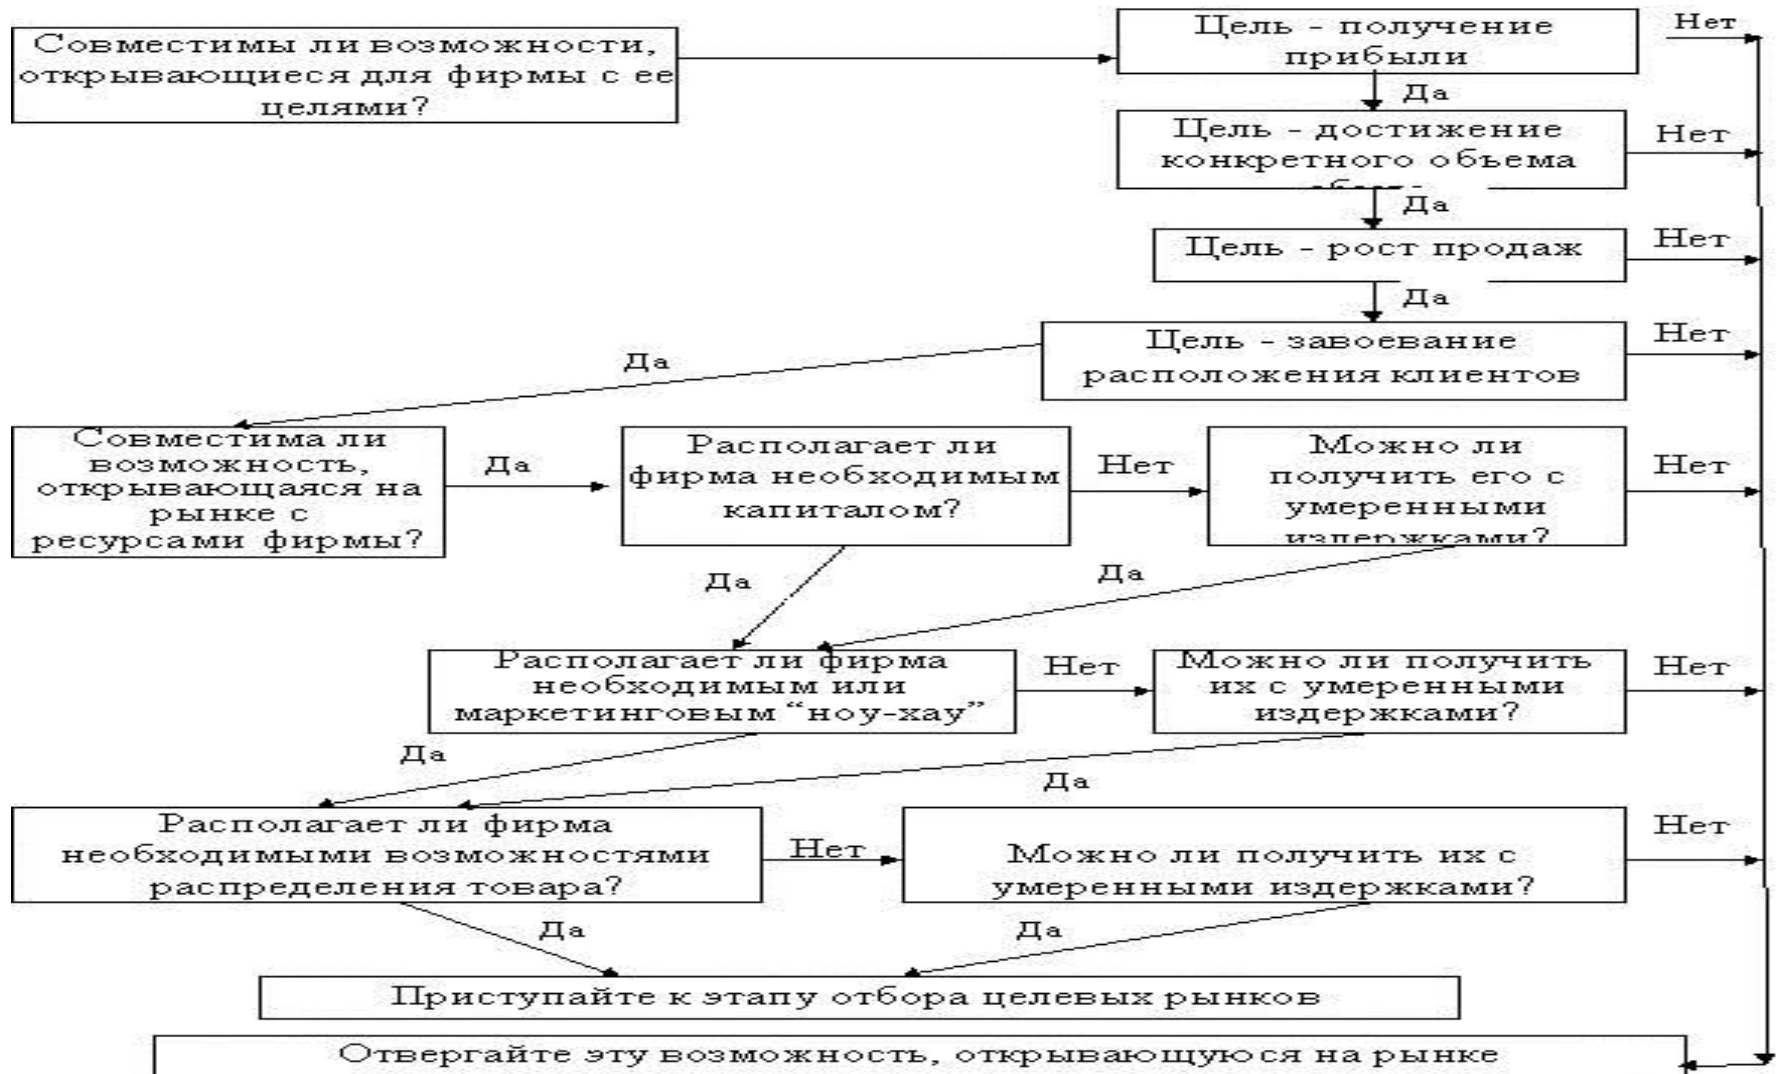 Совместимы ли возможности,
открывающиеся для фирмы с ее
целями?
Цель - получение
прибыли
Нет
Да
Цель - достижение
конкретного объема
Нет
Да
Цель - рост продаж
Нет
Да
Цель - завоевание
расположения клиентов
Нет
Да
Совместима ли
возможность,
открывающаяся на
рынке с
ресурсами фирмы?
Да
Располагает ли
фирма необходимым
капиталом?
Нет
Можно ли
получить его с
умеренными
издержками?
Нет
Да
Да
Располагает ли фирма
необходимым или
маркетинговым “ноу-хау”
Нет
Можно ли получить
их с умеренными
издержками?
Нет
Да
Да
Располагает ли фирма
необходимыми возможностями
распределения товара?
Нет
Можно ли получить их с
умеренными издержками?
Нет
Да
Да
Приступайте к этапу отбора целевых рынков
Отвергайте эту возможность, открывающуюся на рынке